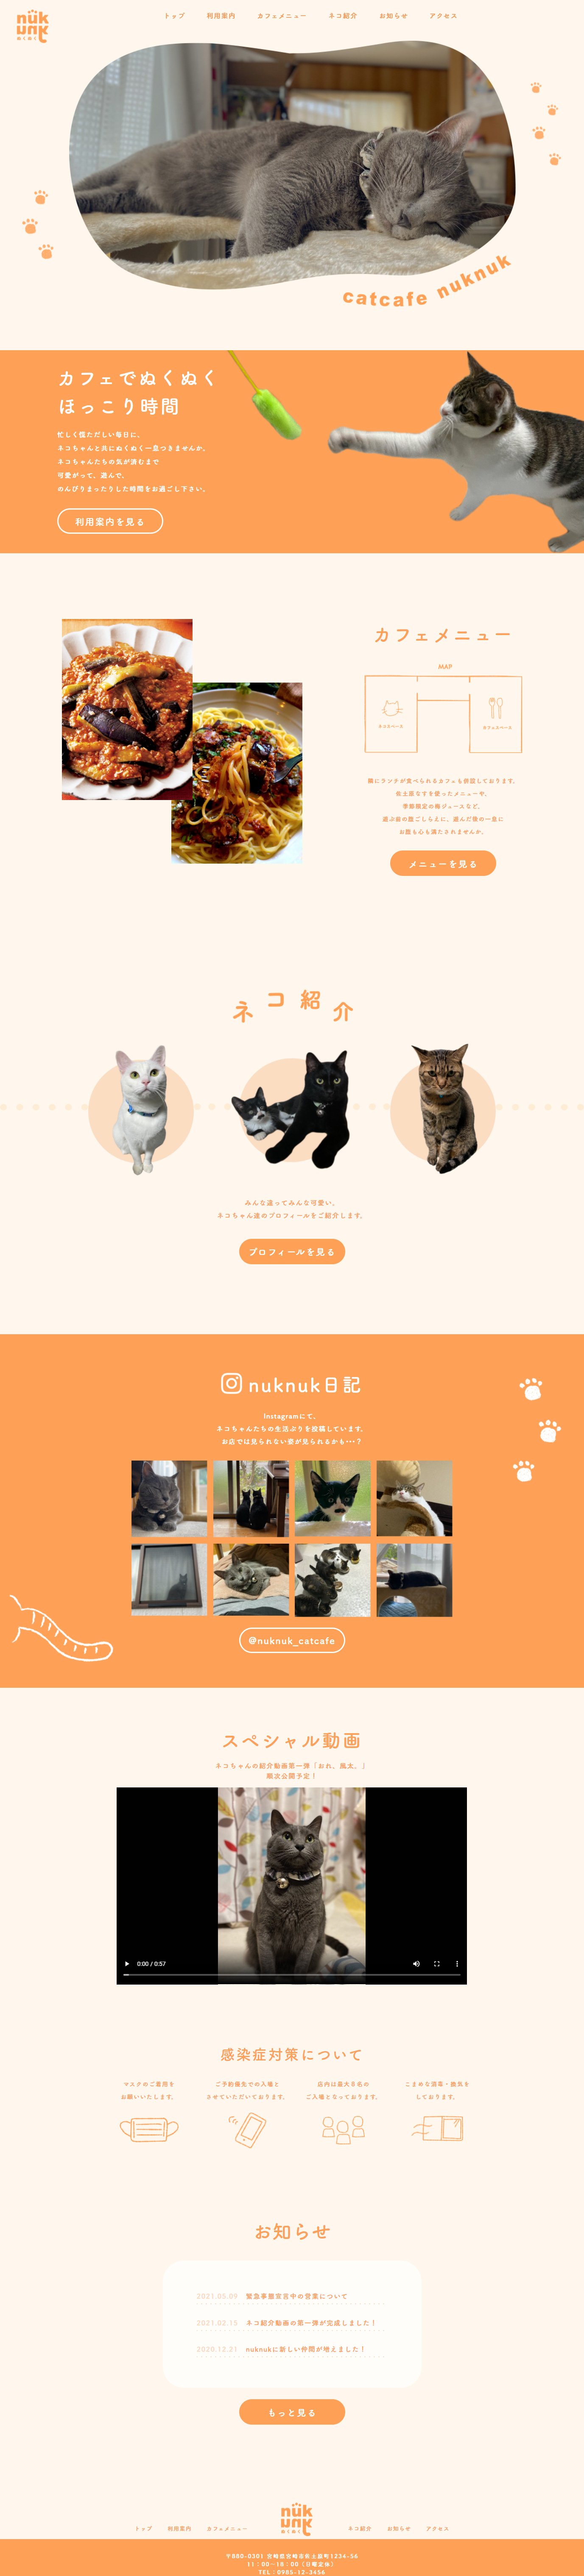 nuk
nuk
ぬくぬく
トップ
利用案内
カフェメニュー
ネコ紹介
お知らせ
アクセス
catcafe nuknuk
カフェでぬくぬく
ほっこり時間
忙しく慌ただしい毎日に、
ネコちゃんと共にぬくぬく一息つきませんか。
ネコちゃんたちの気が済むまで
可愛がって、遊んで。
のんびりまったりした時間をお過ごし下さい。
利用案内を見る
カフェメニュー
MAP
ネコスペース
カフェスペース
隣にランチが食べられるカフェも併設しております。
佐土原なすを使ったメニューや、
季節限定の梅ジュースなど。
遊ぶ前の腹ごしらえに、遊んだ後の一息に
お腹も心も満たされませんか。
メニューを見る
ネコ紹介
みんな違ってみんな可愛い、
ネコちゃん達のプロフィールをご紹介します。
プロフィールを見る
nuknuk日記
Instagramにて、
ネコちゃんたちの生活ぶりを投稿しています。
お店では見られない姿が見られるかも・・・？
@nuknuk_catcafe
スペシャル動画
ネコちゃんの紹介動画第一弾「おれ、風太。」
順次公開予定！
0:00 / 0:57
感染症対策について
マスクのご着用を
お願いいたします。
ご予約優先での入場と
させていただいております。
店内は最大８名の
ご入場となっております。
こまめな消毒・換気を
しております。
お知らせ
2021.05.09 緊急事態宣言中の営業について
2021.02.15 ネコ紹介動画の第一弾が完成しました！
2020.12.21 nuknukに新しい仲間が増えました！
もっと見る
トップ
利用案内
カフェメニュー
nuk
nuk
ぬくぬく
ネコ紹介
お知らせ
アクセス
〒880-0301 宮崎県宮崎市佐土原町1234-56
11：00～18：00（日曜定休）
TEL：0985-12-3456